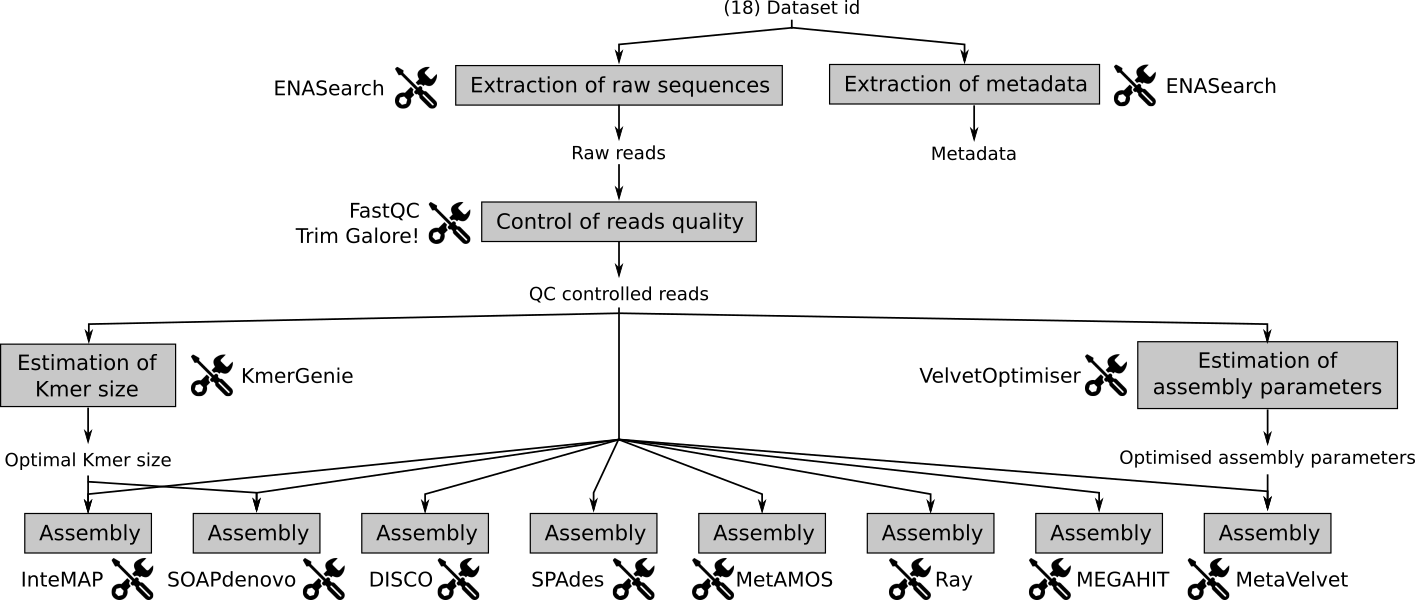 (18) Dataset id
ENASearch
Extraction of raw sequences
Extraction of metadata
ENASearch
Raw reads
Metadata
FastQC
Trim Galore!
Control of reads quality
QC controlled reads
Estimation of
Kmer size
KmerGenie
VelvetOptimiser
Estimation of
assembly parameters
Optimal Kmer size
Optimised assembly parameters
Assembly
Assembly
Assembly
Assembly
Assembly
Assembly
Assembly
Assembly
InteMAP
SOAPdenovo
DISCO
SPAdes
MetAMOS
Ray
MEGAHIT
MetaVelvet